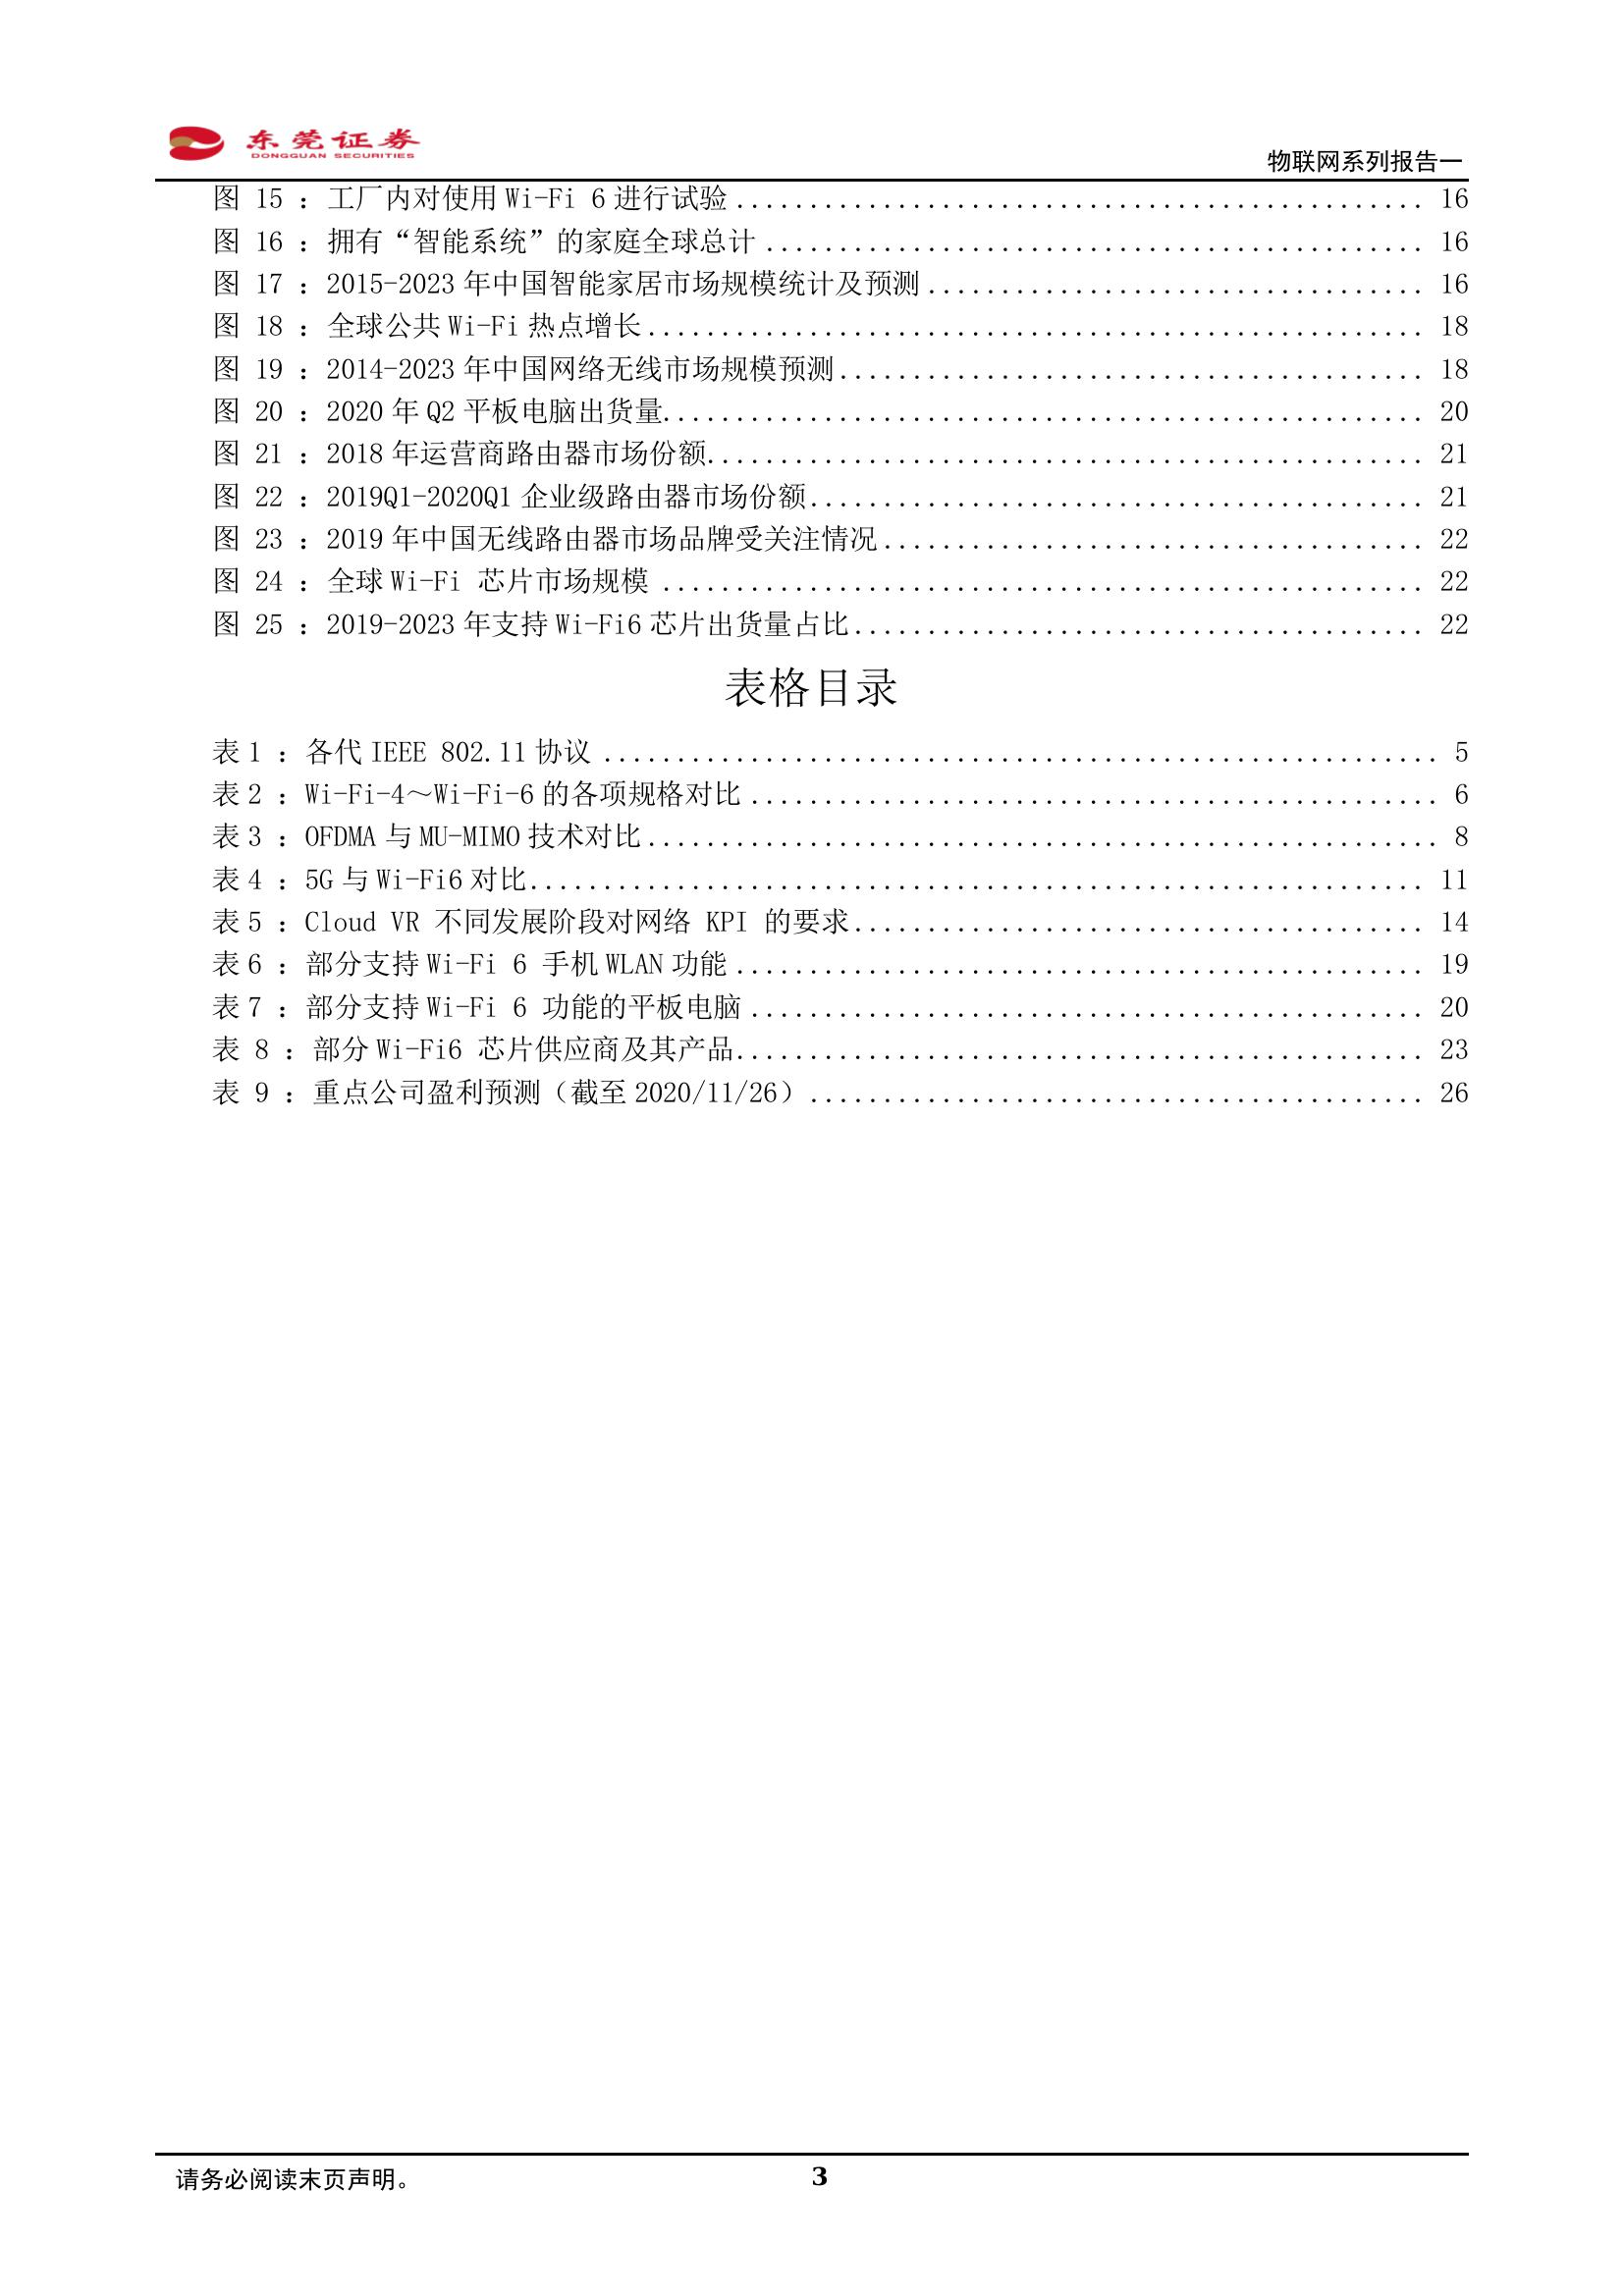 东莞证券
DONGGUAN SECURITIES
物联网系列报告一
图 15 ：工厂内对使用 Wi-Fi 6 进行试验 ................................................ 16
图 16 ：拥有“智能系统”的家庭全球总计 .............................................. 16
图 17 ：2015-2023 年中国智能家居市场规模统计及预测 ................................... 16
图 18 ：全球公共 Wi-Fi 热点增长 ...................................................... 18
图 19 ：2014-2023 年中国网络无线市场规模预测 ......................................... 18
图 20 ：2020 年 Q2 平板电脑出货量..................................................... 20
图 21 ：2018 年运营商路由器市场份额.................................................. 21
图 22 ：2019Q1-2020Q1 企业级路由器市场份额........................................... 21
图 23 ：2019 年中国无线路由器市场品牌受关注情况 ...................................... 22
图 24 ：全球 Wi-Fi 芯片市场规模 ..................................................... 22
图 25 ：2019-2023 年支持 Wi-Fi6 芯片出货量占比........................................ 22
表格目录
表 1 ：各代 IEEE 802.11 协议 ......................................................... 5
表 2 ：Wi-Fi-4～Wi-Fi-6 的各项规格对比 ............................................... 6
表 3 ：OFDMA 与 MU-MIMO 技术对比 ...................................................... 8
表 4 ：5G 与 Wi-Fi6 对比.............................................................. 11
表 5 ：Cloud VR 不同发展阶段对网络 KPI 的要求........................................ 14
表 6 ：部分支持 Wi-Fi 6 手机 WLAN 功能 ................................................ 19
表 7 ：部分支持 Wi-Fi 6 功能的平板电脑 ............................................... 20
表 8 ：部分 Wi-Fi6 芯片供应商及其产品................................................ 23
表 9 ：重点公司盈利预测（截至 2020/11/26） ........................................... 26
请务必阅读末页声明。
3